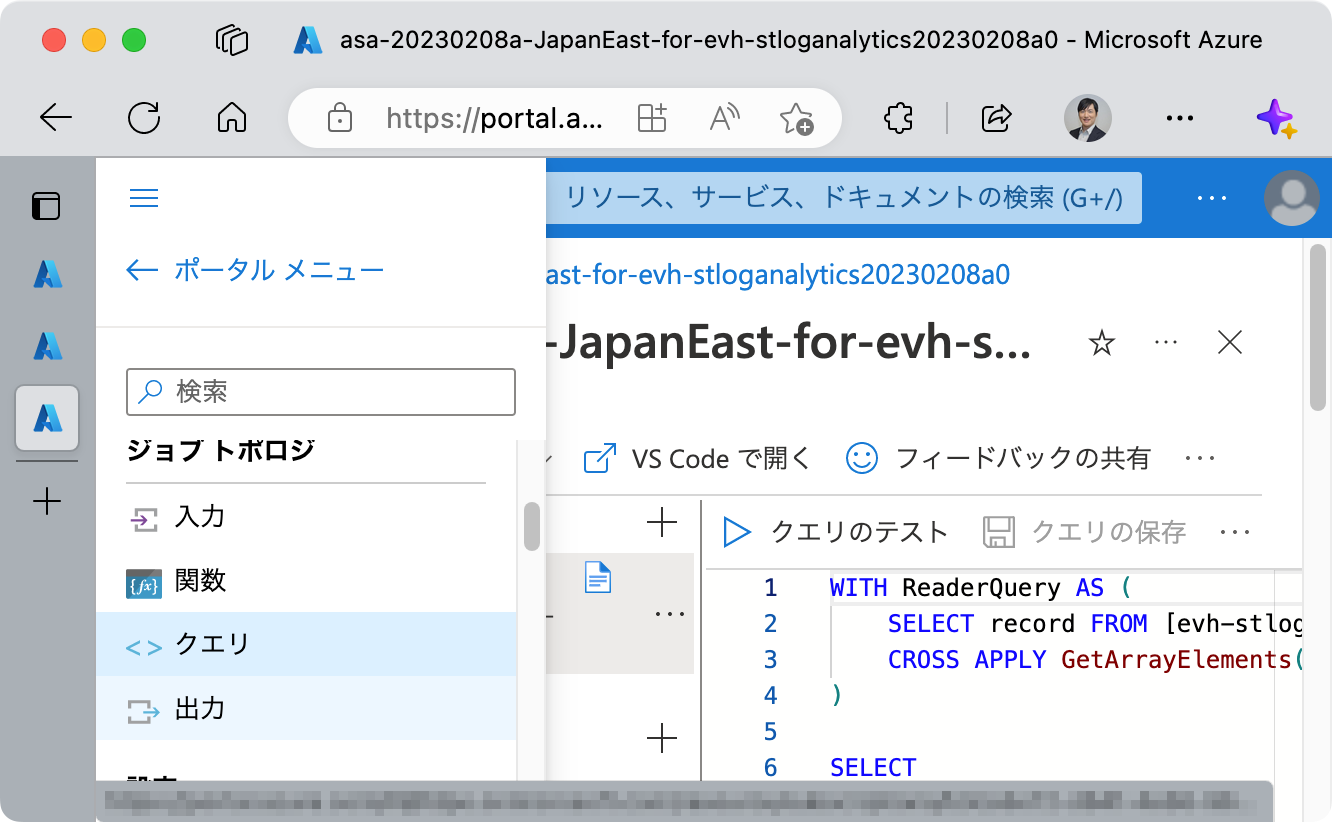 asa-20230208a-JapanEast-for-evh-stloganalytics20230208a0 - Microsoft Azure
https://portal.a...
リソース、サービス、ドキュメントの検索 (G+/)
ポータル メニュー
ast-for-evh-stloganalytics20230208a0
-JapanEast-for-evh-s...
検索
ジョブ トポロジ
VS Code で開く
フィードバックの共有
入力
クエリのテスト
クエリの保存
関数
クエリ
出力
設定
1 WITH ReaderQuery AS (
2 SELECT record FROM [evh-stlog
3 CROSS APPLY GetArrayElements(
4 )
5
6 SELECT